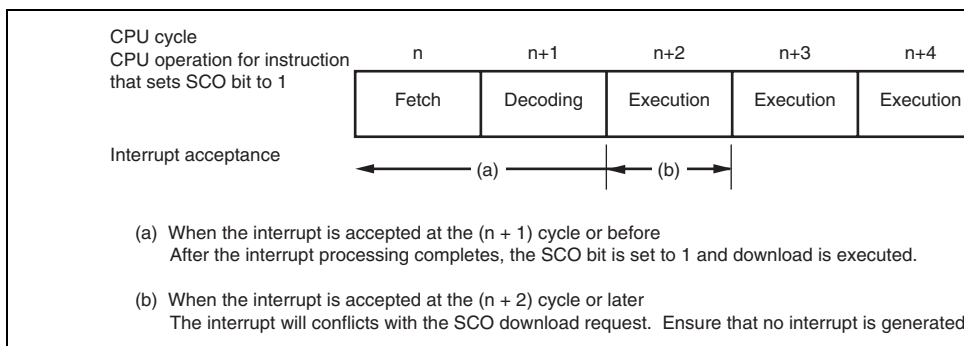 CPU cycle
CPU operation for instruction
that sets SCO bit to 1
n n+1 n+2 n+3 n+4
Fetch Decoding Execution Execution Execution
Interrupt acceptance
(a) (b)
(a) When the interrupt is accepted at the (n + 1) cycle or before
After the interrupt processing completes, the SCO bit is set to 1 and download is executed.
(b) When the interrupt is accepted at the (n + 2) cycle or later
The interrupt will conflicts with the SCO download request. Ensure that no interrupt is generated